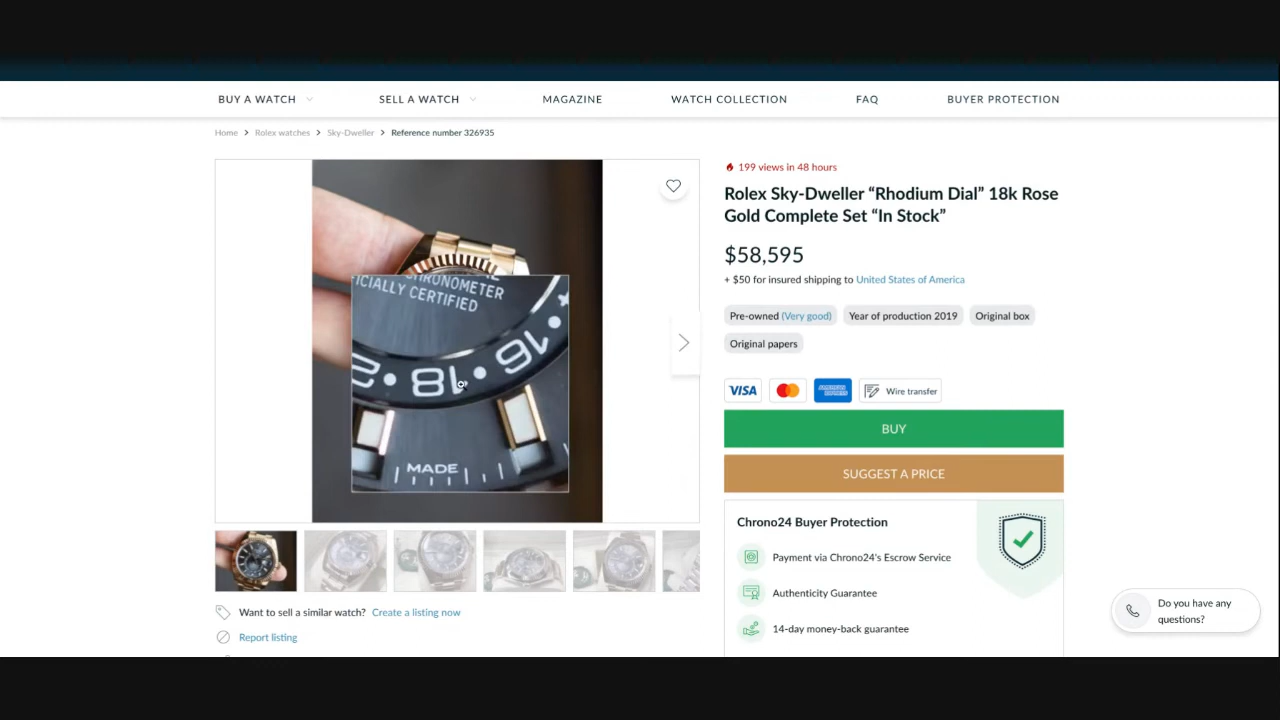 BUY A WATCH
SELL A WATCH
MAGAZINE
WATCH COLLECTION
FAQ
BUYER PROTECTION
Home > Rolex watches > Sky-Dweller > Reference number 326935
CHRONOMETER
ICIALLY CERTIFIED
16
18
2
MADE
199 views in 48 hours
Rolex Sky-Dweller “Rhodium Dial” 18k Rose
Gold Complete Set “In Stock”
$58,595
+ $50 for insured shipping to United States of America
Pre-owned (Very good)
Year of production 2019
Original box
Original papers
VISA
AMERICAN EXPRESS
Wire transfer
BUY
SUGGEST A PRICE
Chrono24 Buyer Protection
Payment via Chrono24's Escrow Service
Authenticity Guarantee
14-day money-back guarantee
Want to sell a similar watch? Create a listing now
Report listing
Do you have any
questions?